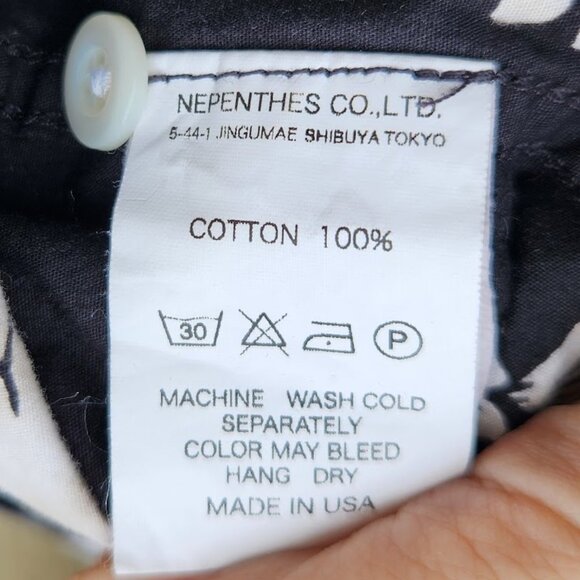 NEPENTHES CO.,LTD.
5-44-1 JINGUMAE SHIBUYA TOKYO
COTTON 100%
30 P
MACHINE WASH COLD
SEPARATELY
COLOR MAY BLEED
HANG DRY
MADE IN USA